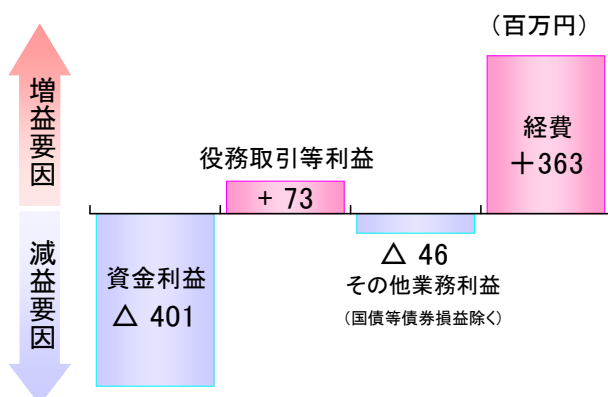 (百万円)
増益要因
減益要因
資金利益
△ 401
役務取引等利益
+ 73
△ 46
その他業務利益
(国債等債券損益除く)
経費
+363